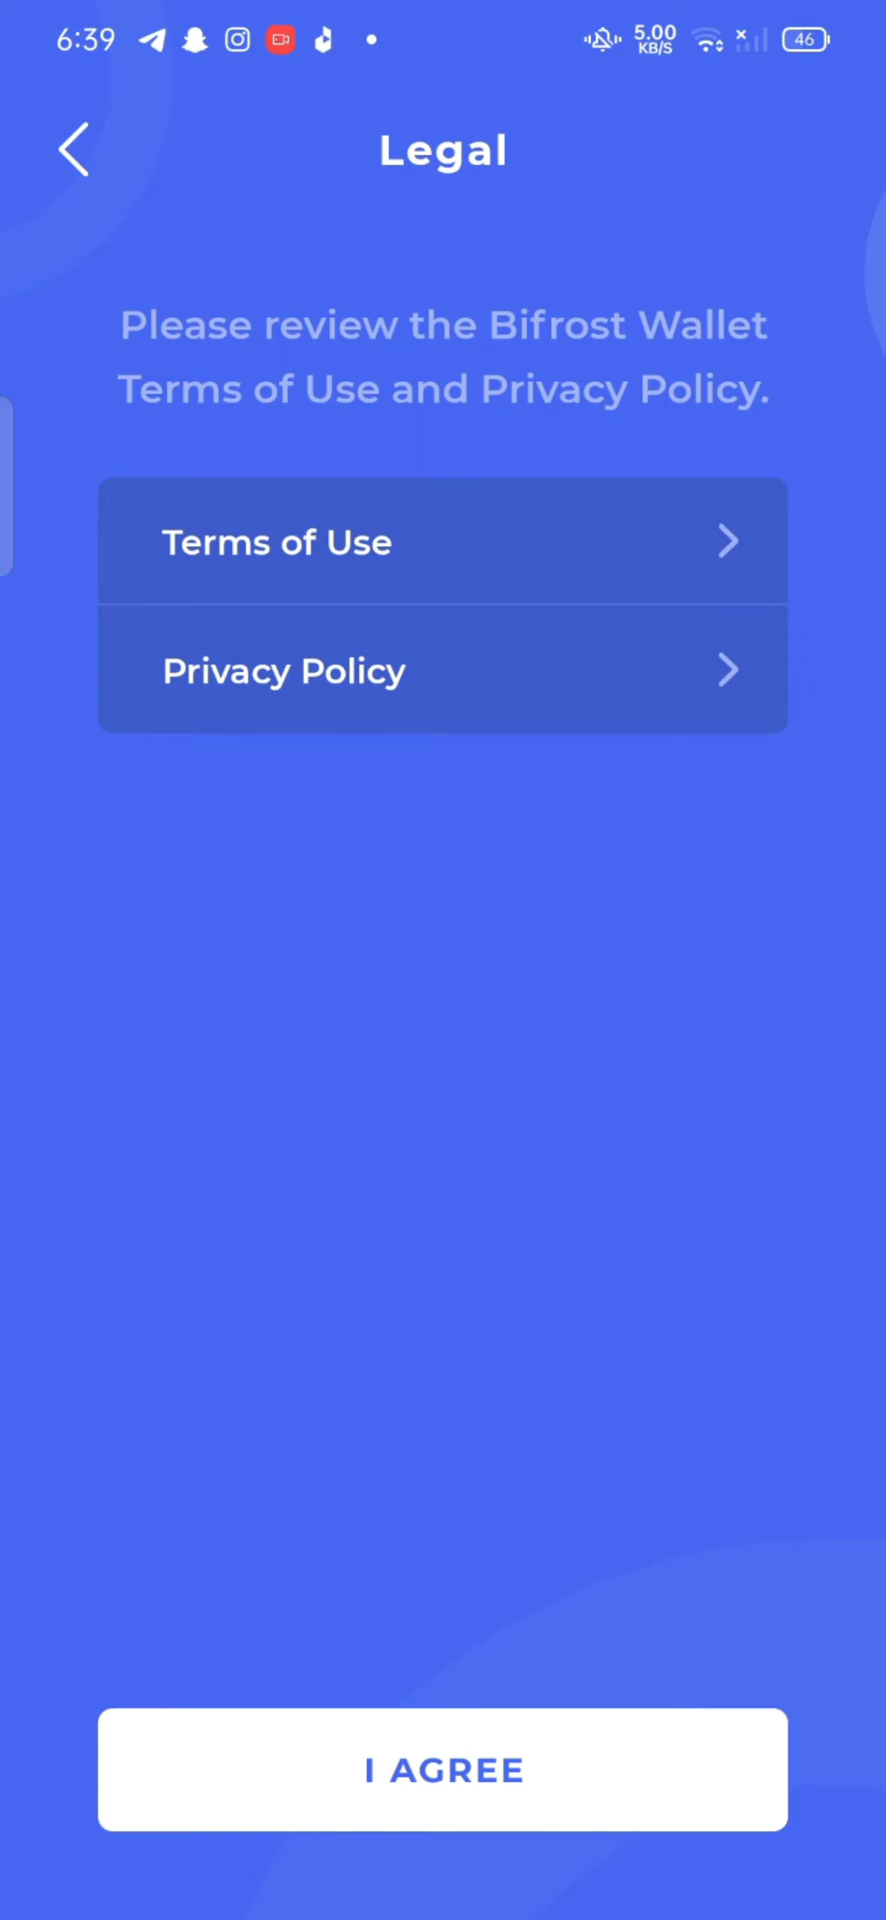 6:39
5.00
KB/S
46
Legal
Please review the Bifrost Wallet
Terms of Use and Privacy Policy.
Terms of Use
Privacy Policy
I AGREE